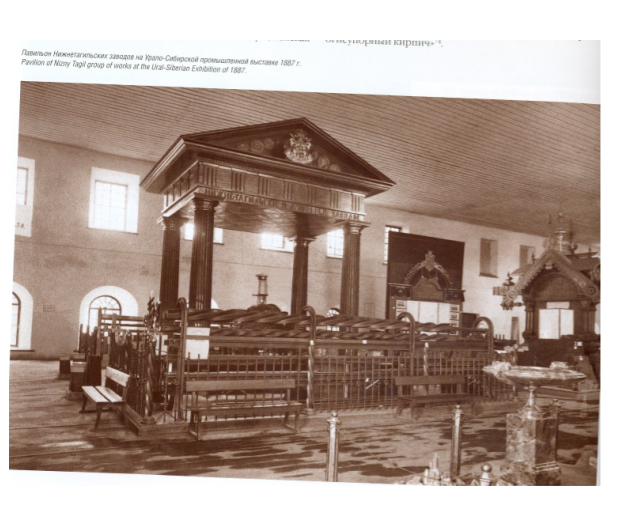 огнеупорный кирпич»
Павильон Нижнетагильских заводов на Урало-Сибирской промышленной выставке 1887 г.
Pavilion of Nizny Tagil group of works at the Ural-Siberian Exhibition of 1887.